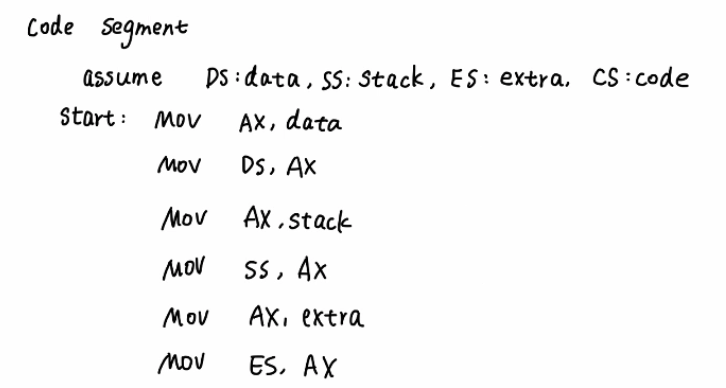 Code Segment
assume DS:data, SS: Stack, ES: extra. CS:code
Start: Mov AX, data
Mov DS, AX
Mov AX, stack
Mov SS, AX
Mov AX, extra
Mov ES, AX